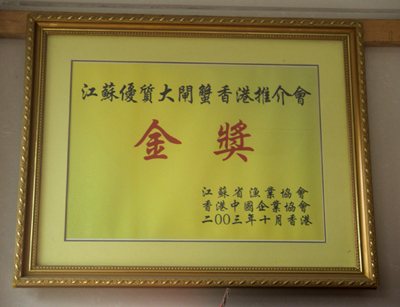 江蘇優質大閘蟹香港推介會
金獎
江蘇省漁業協會
香港中國企業協會
二00三年十月香港